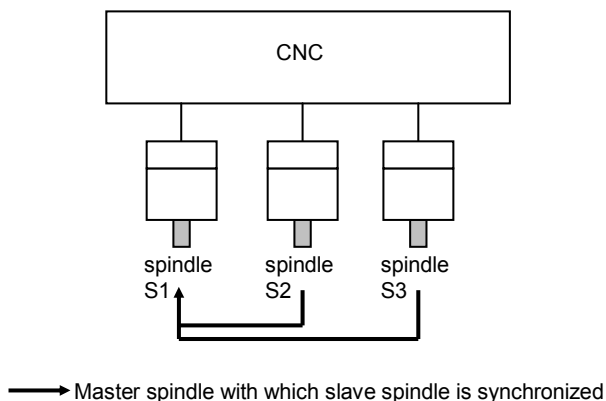 CNC
spindle
S1
spindle
S2
spindle
S3
Master spindle with which slave spindle is synchronized